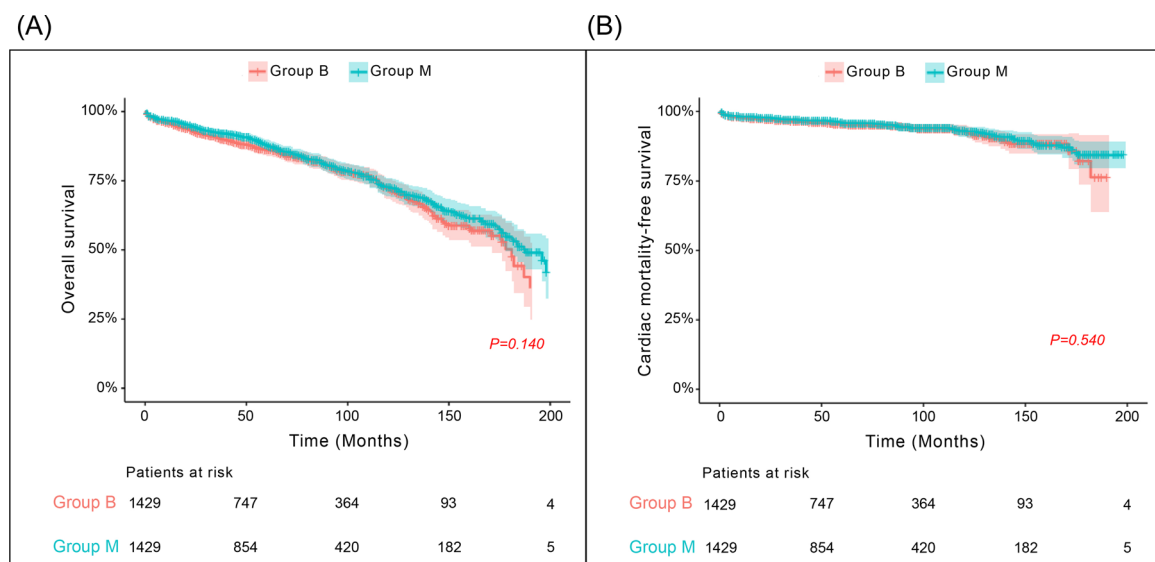 (A)
Group B Group M
Overall survival
100%
75%
50%
25%
0%
P=0.140
0 50 100 150 200
Time (Months)
Patients at risk
Group B 1429 747 364 93 4
Group M 1429 854 420 182 5
(B)
Group B Group M
Cardiac mortality-free survival
100%
75%
50%
25%
0%
P=0.540
0 50 100 150 200
Time (Months)
Patients at risk
Group B 1429 747 364 93 4
Group M 1429 854 420 182 5